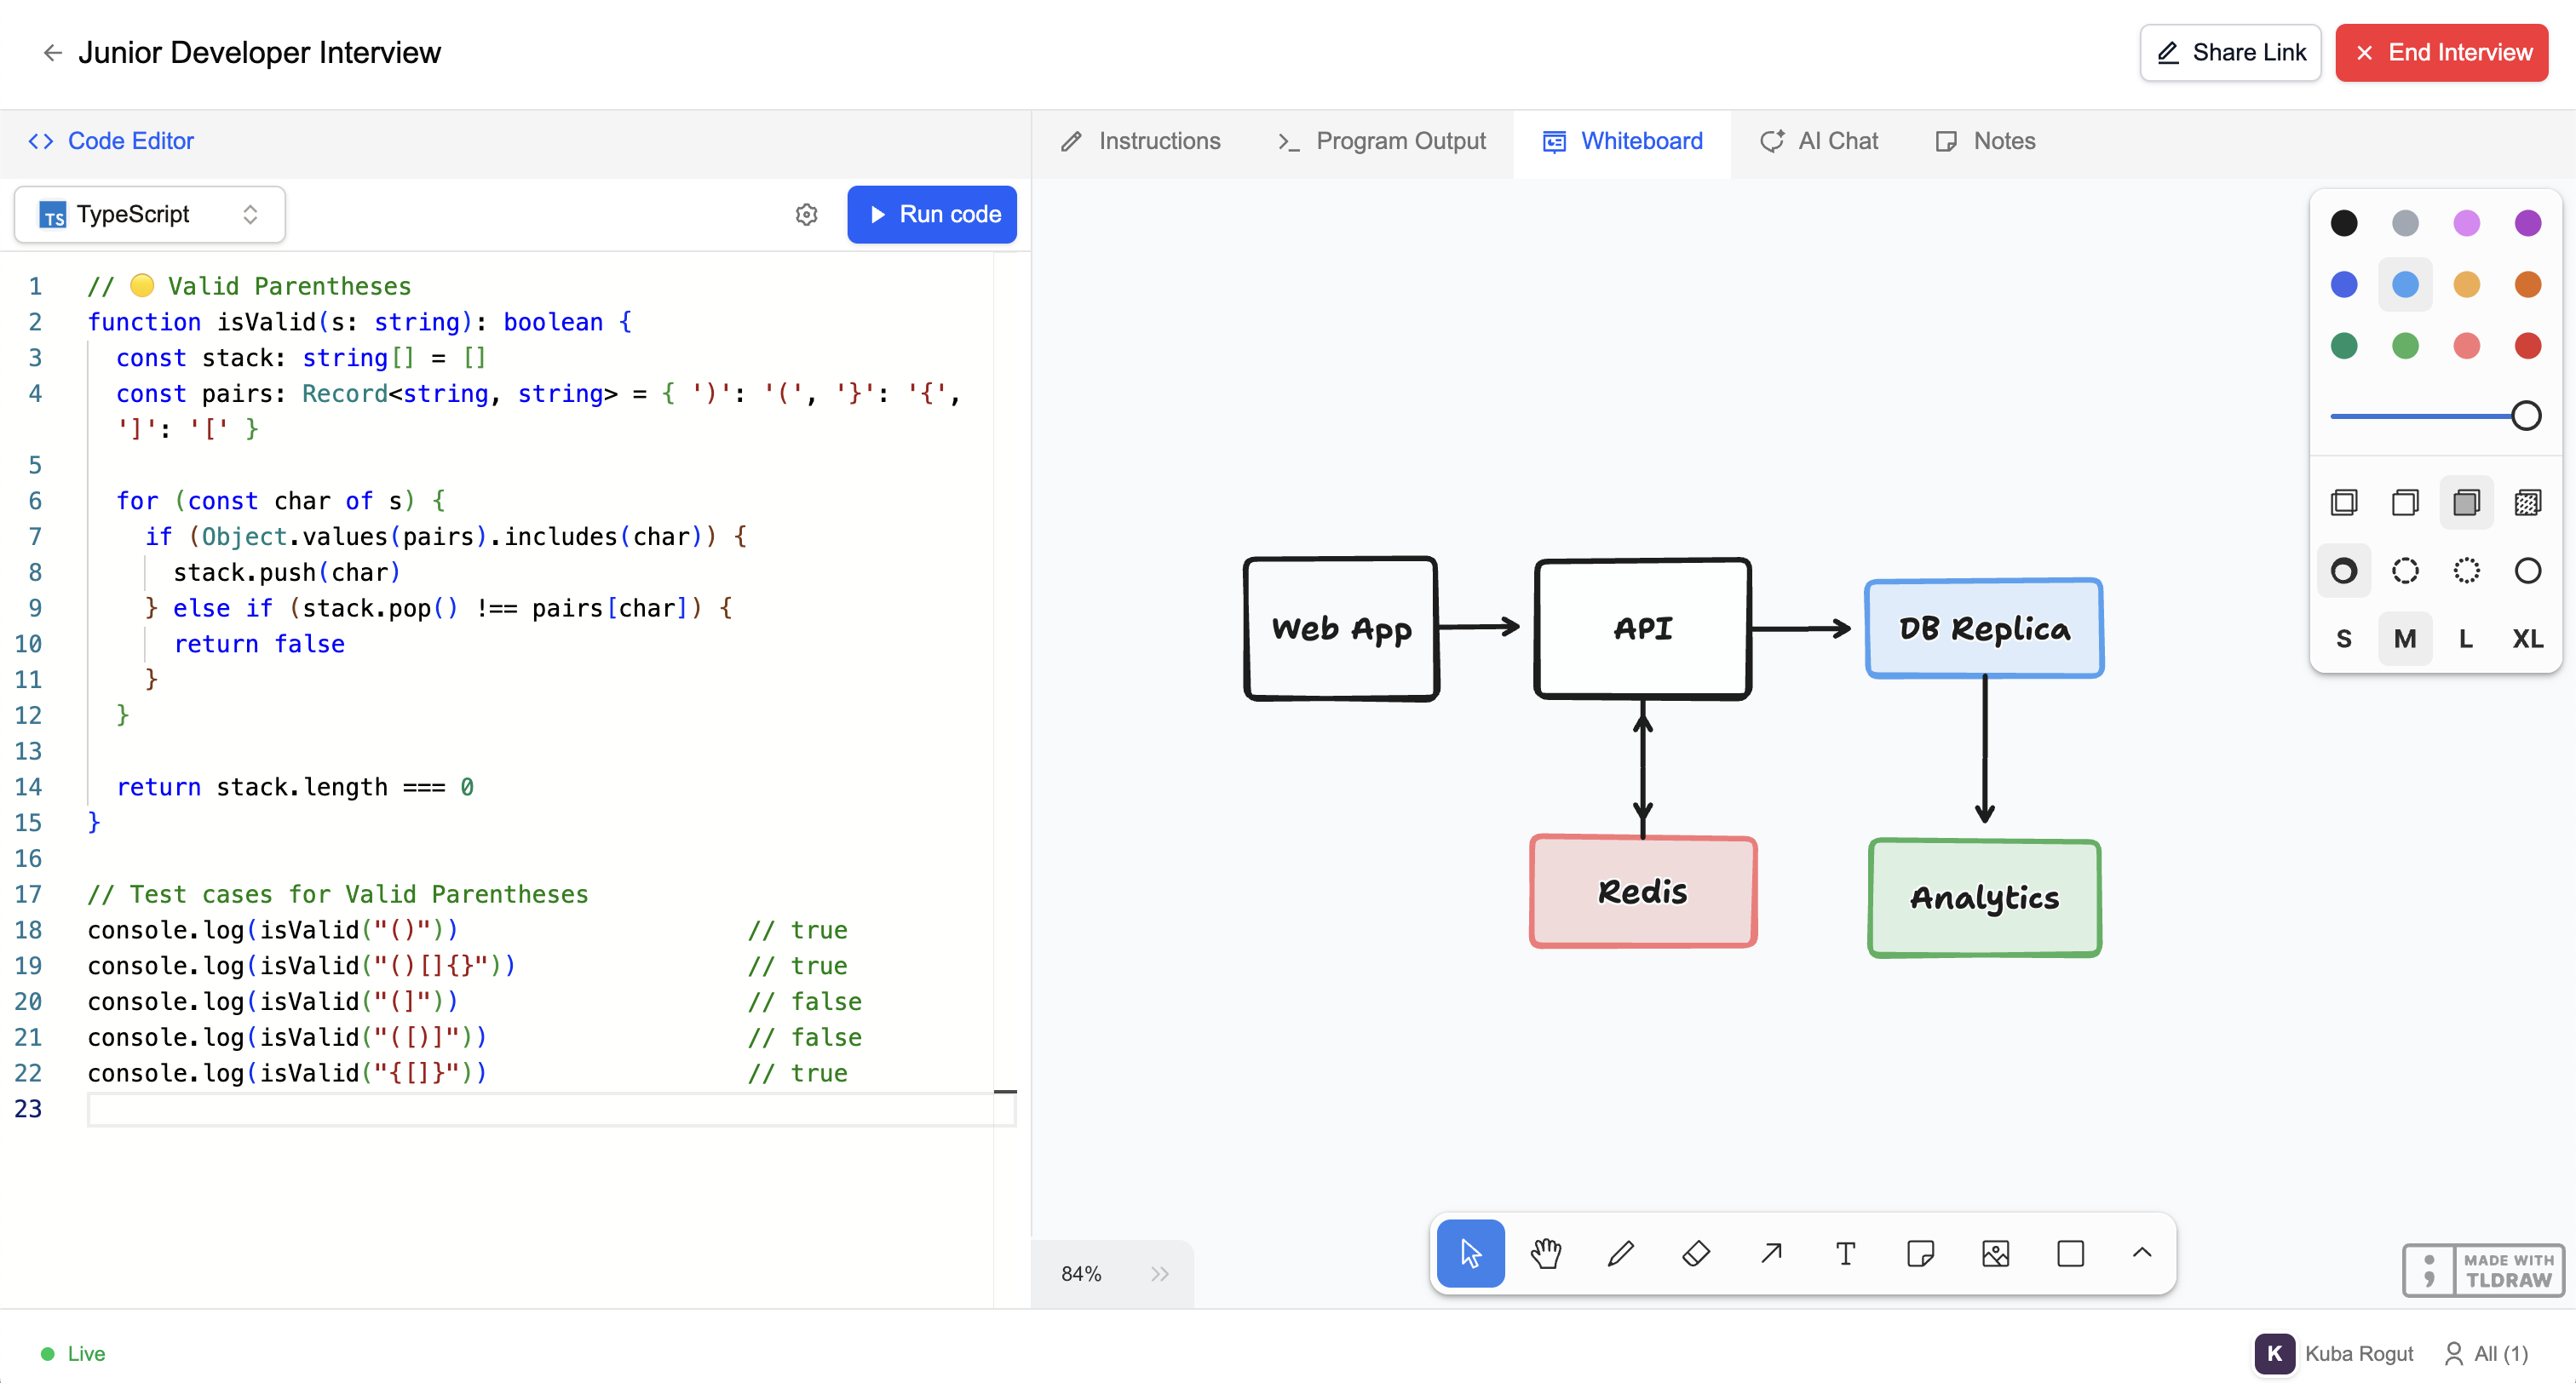 Junior Developer Interview
Share Link
End Interview
Code Editor
Instructions
Program Output
Whiteboard
AI Chat
Notes
TS TypeScript
Run code
1 // 🟡 Valid Parentheses
2 function isValid(s: string): boolean {
3 const stack: string[] = []
4 const pairs: Record<string, string> = { ')': '(', '}': '{',
']': '[' }
5
6 for (const char of s) {
7 if (Object.values(pairs).includes(char)) {
8 stack.push(char)
9 } else if (stack.pop() !== pairs[char]) {
10 return false
11 }
12 }
13
14 return stack.length === 0
15 }
16
17 // Test cases for Valid Parentheses
18 console.log(isValid("()")) // true
19 console.log(isValid("()[]{}")) // true
20 console.log(isValid("(]")) // false
21 console.log(isValid("([)]")) // false
22 console.log(isValid("{[]}")) // true
23
Web App
API
DB Replica
Redis
Analytics
S M L XL
84%
MADE WITH
TLDRAW
Live
K Kuba Rogut
All (1)